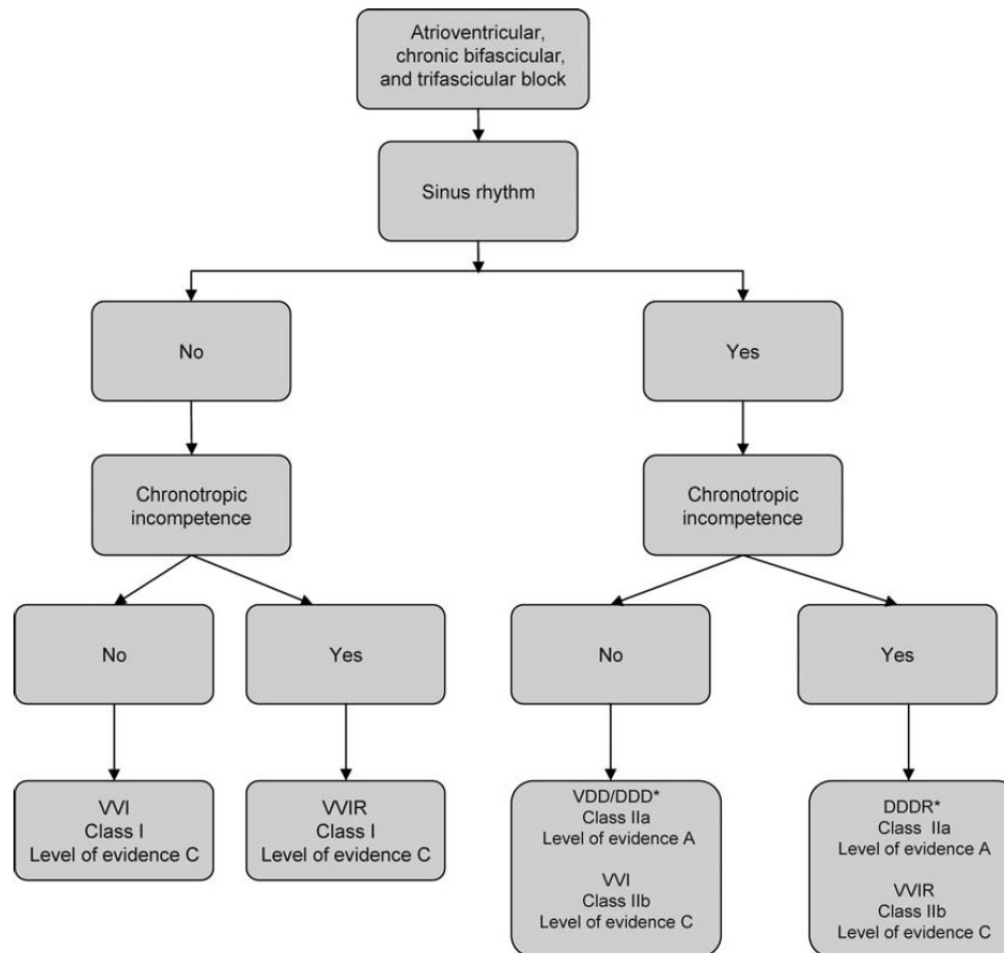 Atrioventricular,
chronic bifascicular,
and trifascicular block
Sinus rhythm
No
Yes
Chronotropic
incompetence
Chronotropic
incompetence
No
Yes
No
Yes
VVI
Class I
Level of evidence C
VVIR
Class I
Level of evidence C
VDD/DDD*
Class IIa
Level of evidence A
VVI
Class IIb
Level of evidence C
DDDR*
Class IIa
Level of evidence A
VVIR
Class IIb
Level of evidence C